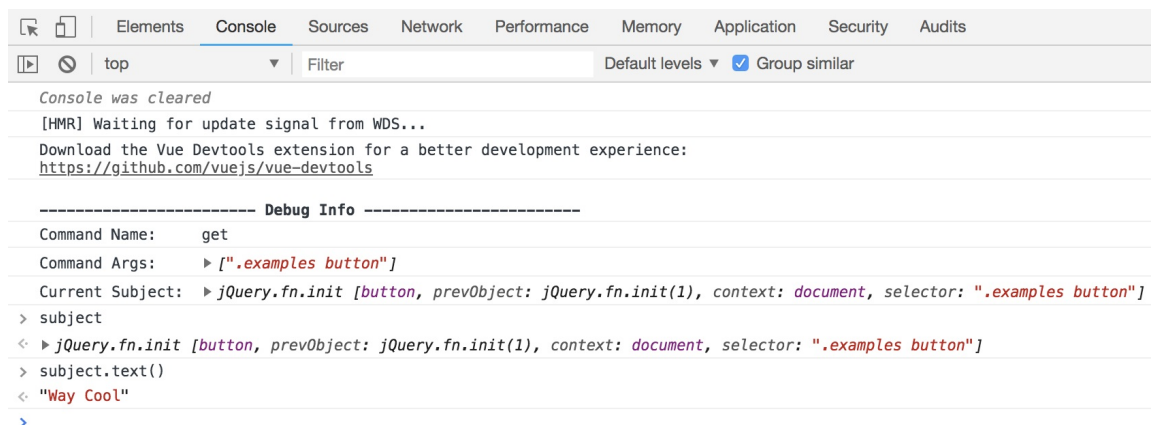 Elements Console Sources Network Performance Memory Application Security Audits
top Filter Default levels Group similar
Console was cleared
[HMR] Waiting for update signal from WDS...
Download the Vue Devtools extension for a better development experience:
https://github.com/vuejs/vue-devtools
------------------------ Debug Info ------------------------
Command Name: get
Command Args: [".examples button"]
Current Subject: jQuery.fn.init [button, prevObject: jQuery.fn.init(1), context: document, selector: ".examples button"]
> subject
jQuery.fn.init [button, prevObject: jQuery.fn.init(1), context: document, selector: ".examples button"]
> subject.text()
"Way Cool"
>